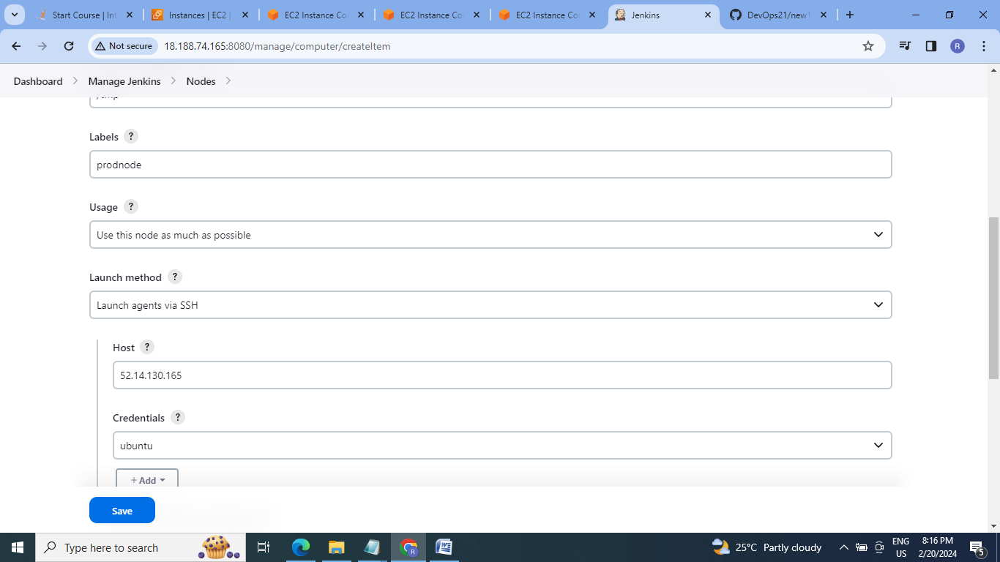 Start Course | Int
Instances | EC2 |
EC2 Instance Co
EC2 Instance Co
EC2 Instance Co
Jenkins
DevOps21/new1
Not secure
18.188.74.165:8080/manage/computer/createItem
R
Dashboard
Manage Jenkins
Nodes
/tmp
Labels ?
prodnode
Usage ?
Use this node as much as possible
Launch method ?
Launch agents via SSH
Host ?
52.14.130.165
Credentials ?
ubuntu
+ Add
Save
Type here to search
25°C Partly cloudy
ENG
US
8:16 PM
2/20/2024
5